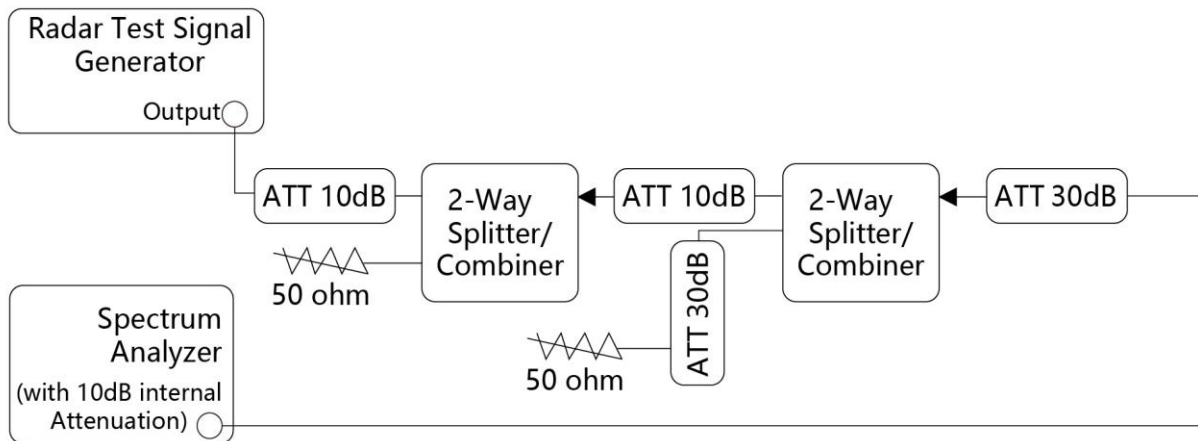 Radar Test Signal
Generator
Output
ATT 10dB
2-Way
Splitter/
Combiner
ATT 10dB
2-Way
Splitter/
Combiner
ATT 30dB
50 ohm
ATT 30dB
50 ohm
Spectrum
Analyzer
(with 10dB internal
Attenuation)